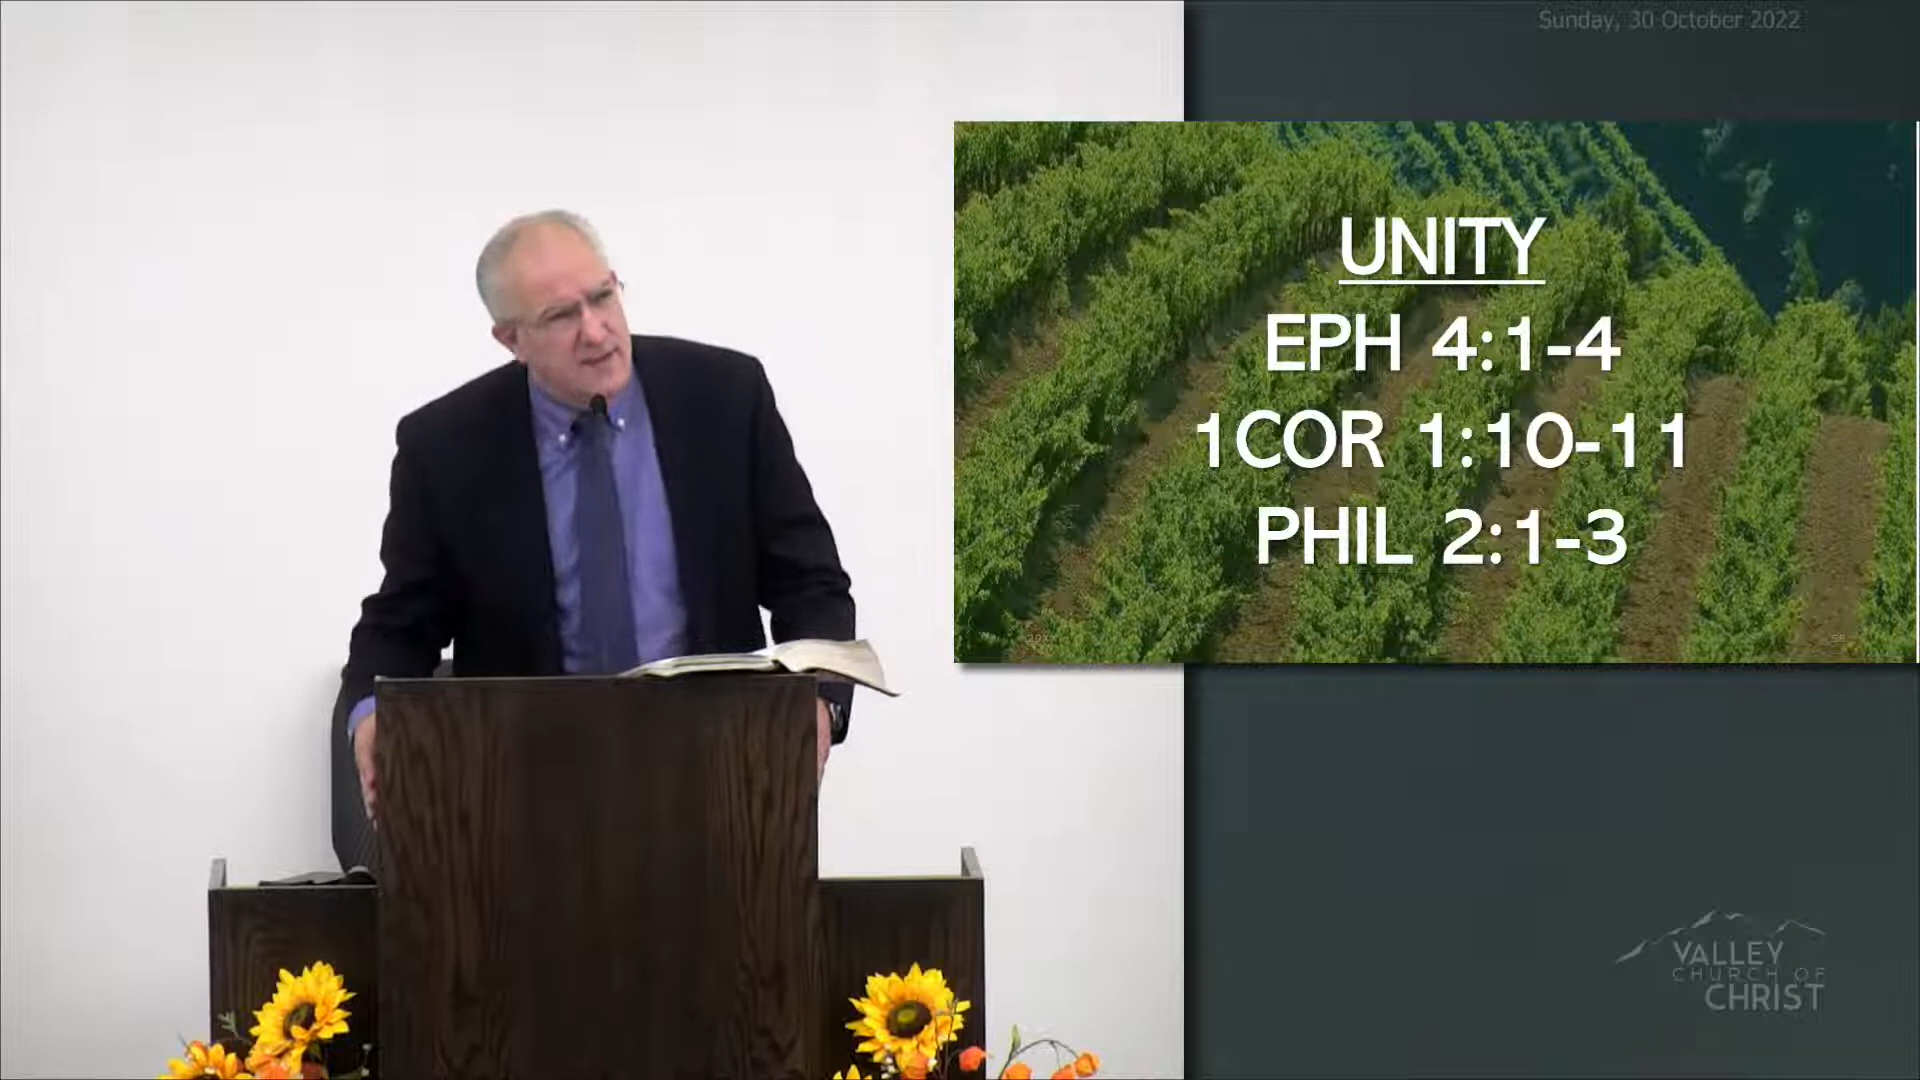 Sunday, 30 October 2022
UNITY
EPH 4:1-4
1COR 1:10-11
PHIL 2:1-3
VALLEY
CHURCH OF
CHRIST